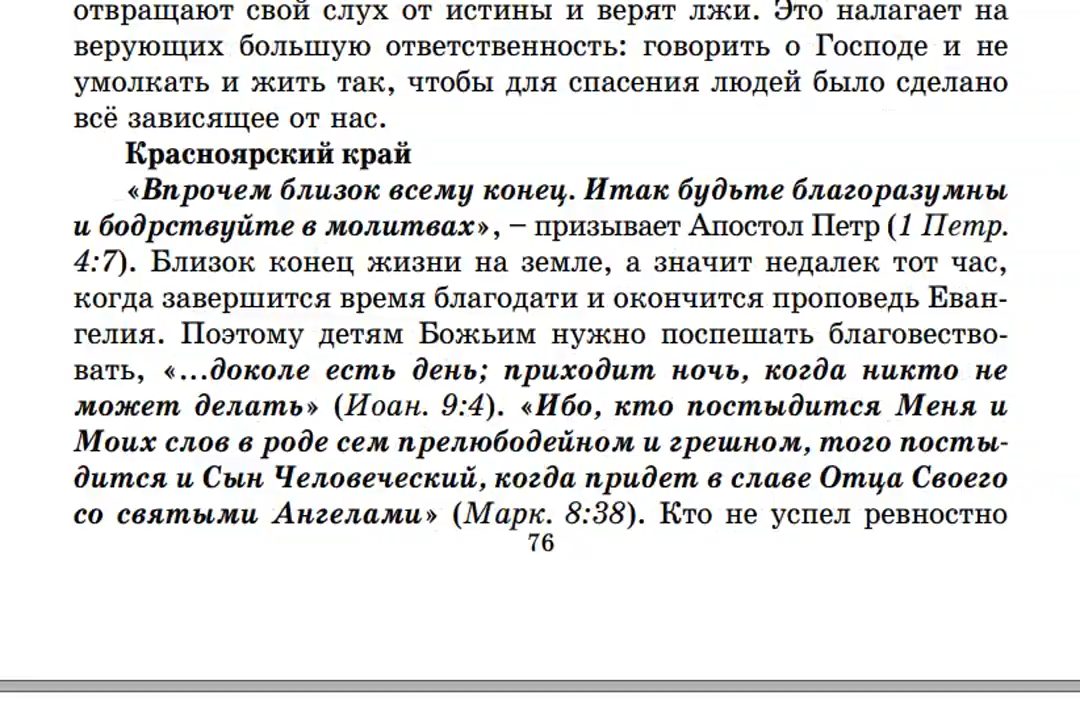 отвращают свой слух от истины и верят лжи. Это налагает на
верующих большую ответственность: говорить о Господе и не
умолкать и жить так, чтобы для спасения людей было сделано
всё зависящее от нас.
Красноярский край
«Впрочем близок всему конец. Итак будьте благоразумны
и бодрствуйте в молитвах», – призывает Апостол Петр (1 Петр.
4:7). Близок конец жизни на земле, а значит недалек тот час,
когда завершится время благодати и окончится проповедь Еван-
гелия. Поэтому детям Божьим нужно поспешать благовество-
вать, «...доколе есть день; приходит ночь, когда никто не
может делать» (Иоан. 9:4). «Ибо, кто постыдится Меня и
Моих слов в роде сем прелюбодейном и грешном, того посты-
дится и Сын Человеческий, когда придет в славе Отца Своего
со святыми Ангелами» (Марк. 8:38). Кто не успел ревностно
76